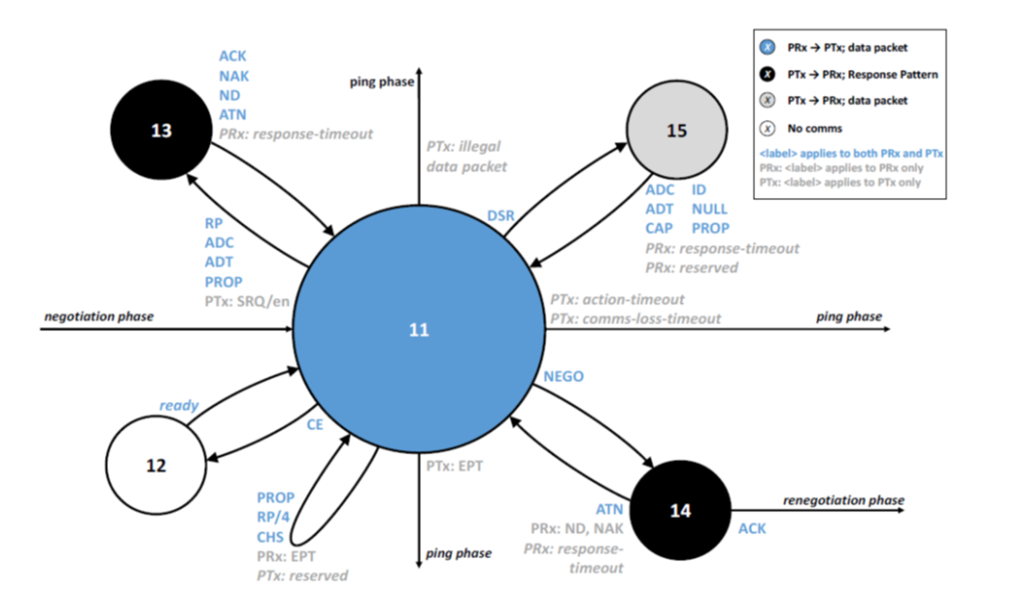 ACK
NAK
ND
ATN
PRx: response-timeout
13
ping phase
PTx: illegal
data packet
15
x PRx → PTx; data packet
x PTx → PRx; Response Pattern
x PTx → PRx; data packet
x No comms
<label> applies to both PRx and PTx
PRx: <label> applies to PRx only
PTx: <label> applies to PTx only
DSR
ADC ID
ADT NULL
CAP PROP
PRx: response-timeout
PRx: reserved
RP
ADC
ADT
PROP
PTx: SRQ/en
negotiation phase
11
PTx: action-timeout
PTx: comms-loss-timeout
ping phase
NEGO
ready
CE
12
PTx: EPT
PROP
RP/4
CHS
PRx: EPT
PTx: reserved
ping phase
ATN
PRx: ND, NAK
PRx: response-
timeout
14
renegotiation phase
ACK